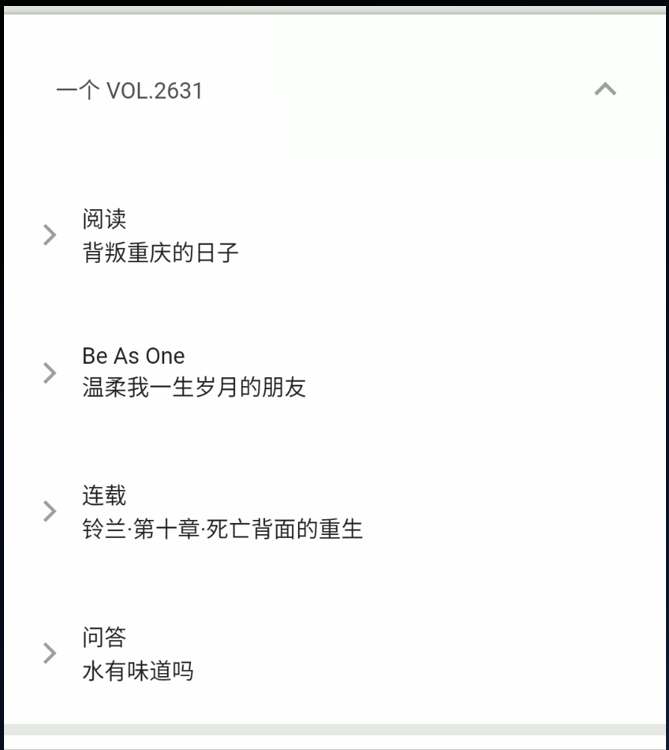 一个 VOL.2631
阅读
背叛重庆的日子
Be As One
温柔我一生岁月的朋友
连载
铃兰·第十章·死亡背面的重生
问答
水有味道吗